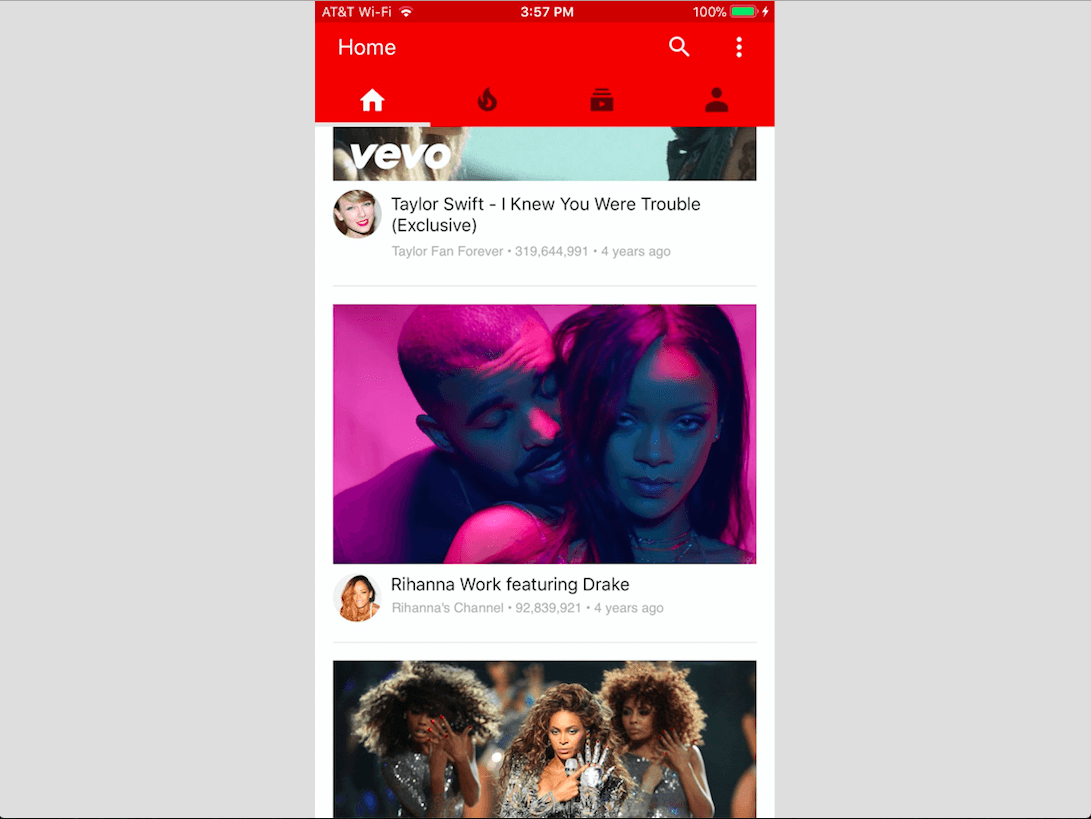 AT&T Wi-Fi 3:57 PM 100%
Home
vevo
Taylor Swift - I Knew You Were Trouble
(Exclusive)
Taylor Fan Forever • 319,644,991 • 4 years ago
Rihanna Work featuring Drake
Rihanna's Channel • 92,839,921 • 4 years ago